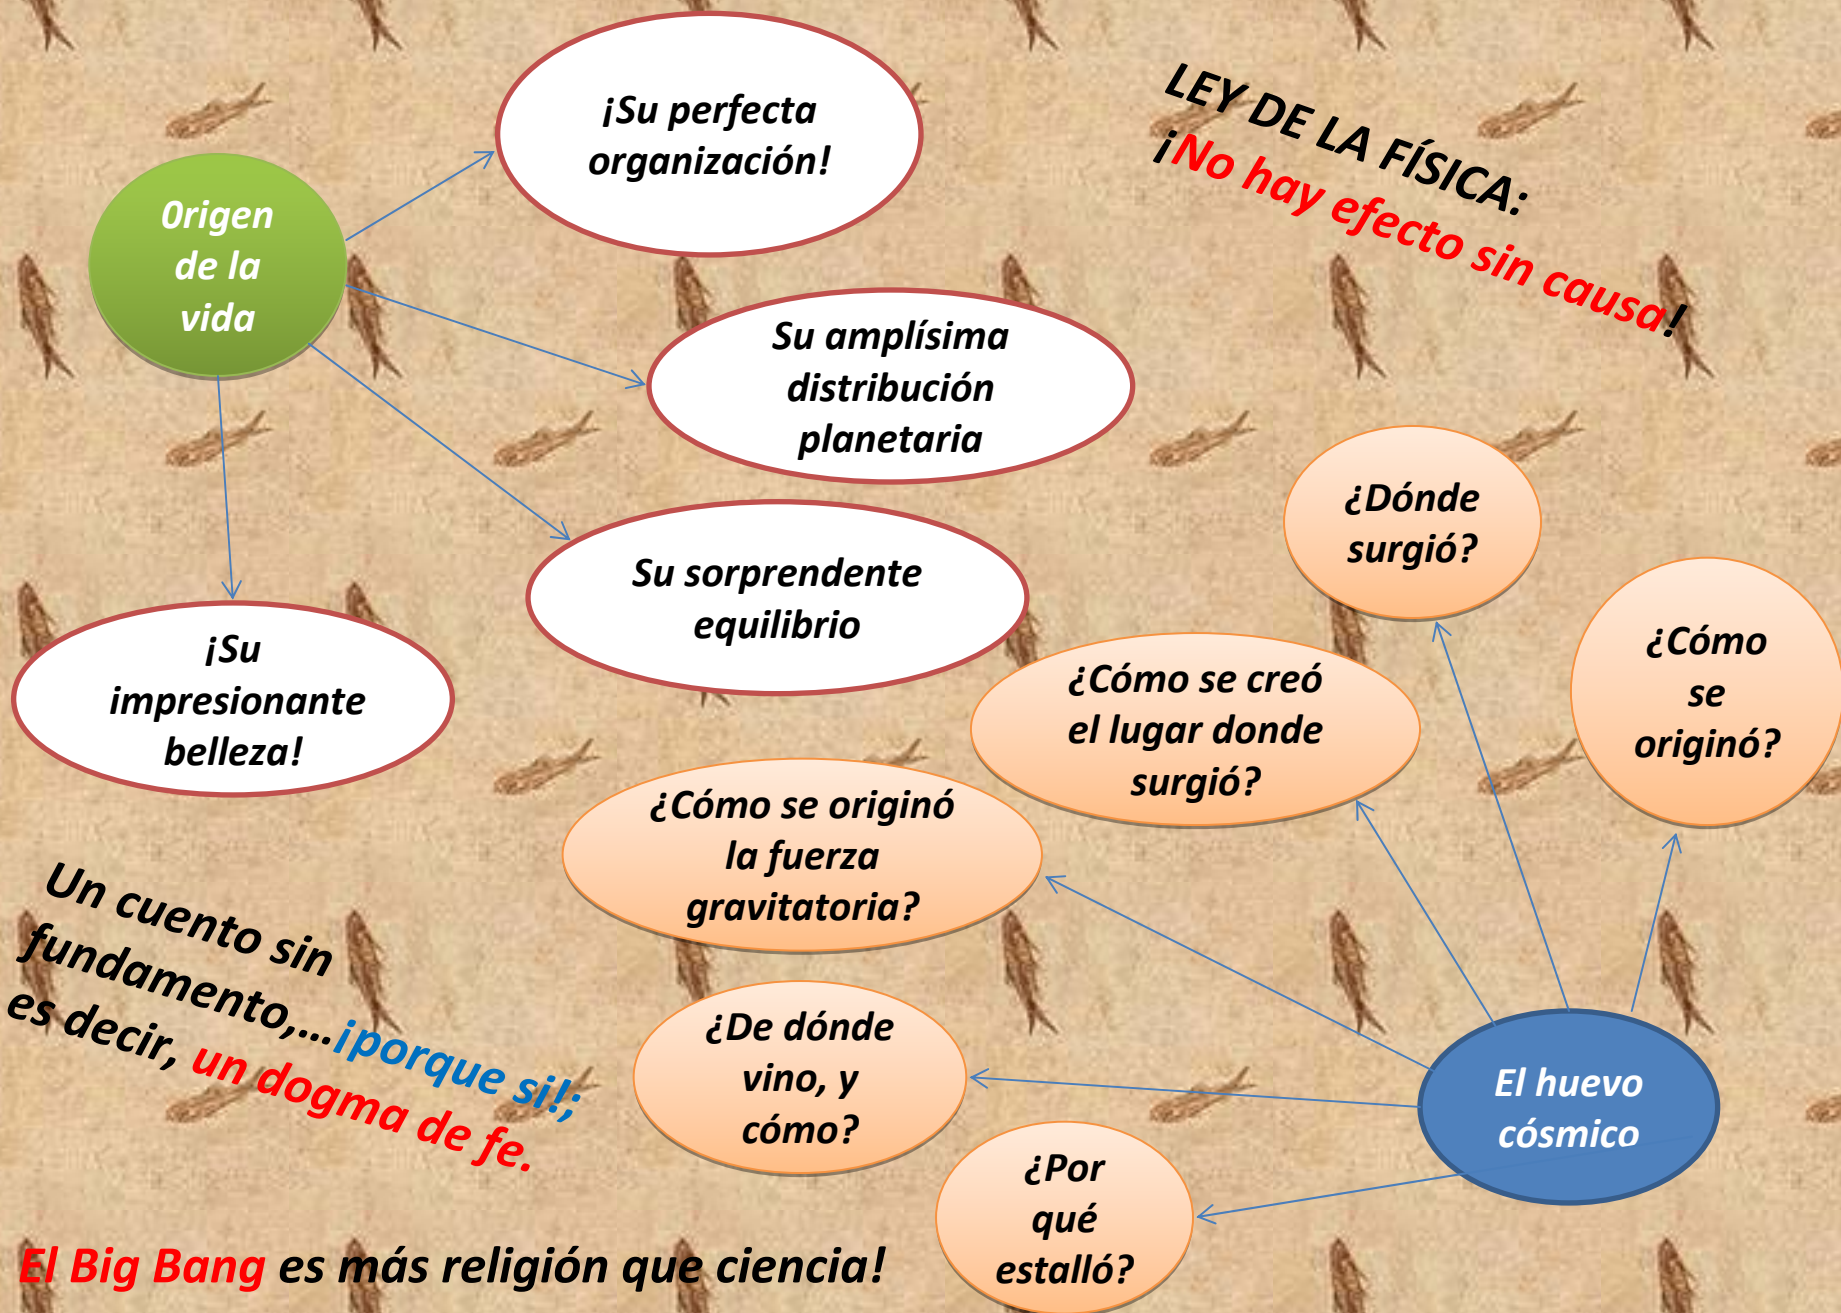 ¡Su perfecta
organización!
LEY DE LA FÍSICA:
¡No hay efecto sin causa!
0rigen
de la
vida
Su amplísima
distribución
planetaria
¿Dónde
surgió?
Su sorprendente
equilibrio
¡Su
impresionante
belleza!
¿Cómo
se
originó?
¿Cómo se creó
el lugar donde
surgió?
¿Cómo se originó
la fuerza
gravitatoria?
Un cuento sin
fundamento,...¡porque si!;
es decir, un dogma de fe.
¿De dónde
vino, y
cómo?
El huevo
cósmico
¿Por
qué
estalló?
El Big Bang es más religión que ciencia!